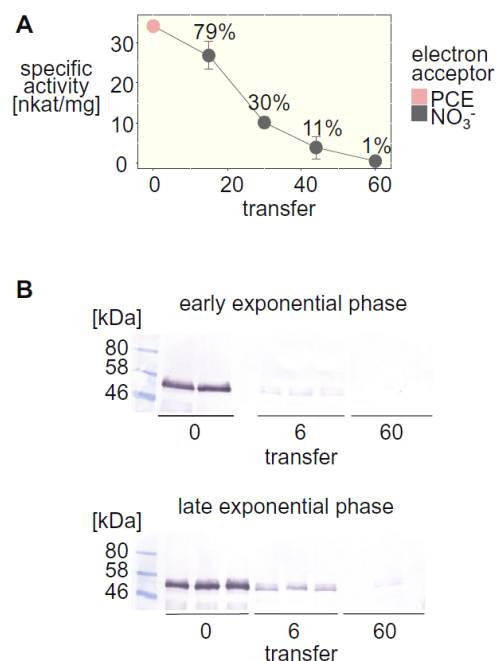 A
specific
activity
[nkat/mg]
30
20
10
0
79%
30%
11%
1%
0
20
40
60
transfer
electron
acceptor
PCE
NO₃⁻
B
early exponential phase
[kDa]
80
58
46
0
6
60
transfer
late exponential phase
[kDa]
80
58
46
0
6
60
transfer